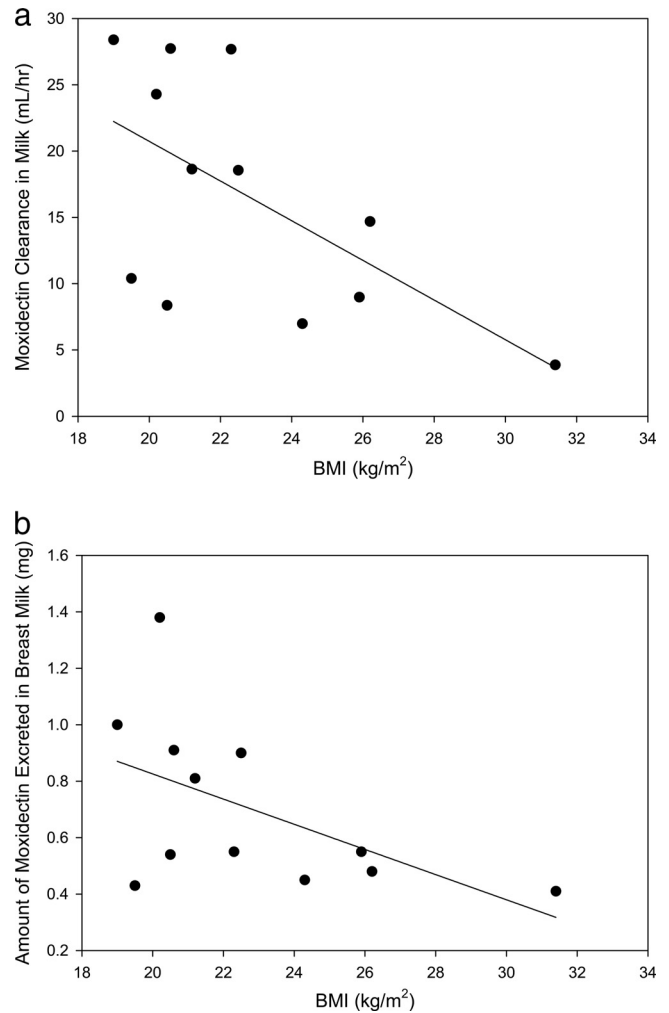 a
Moxidectin Clearance in Milk (mL/hr)
30
25
20
15
10
5
0
18 20 22 24 26 28 30 32 34
BMI (kg/m²)
b
Amount of Moxidectin Excreted in Breast Milk (mg)
1.6
1.4
1.2
1.0
0.8
0.6
0.4
0.2
18 20 22 24 26 28 30 32 34
BMI (kg/m²)